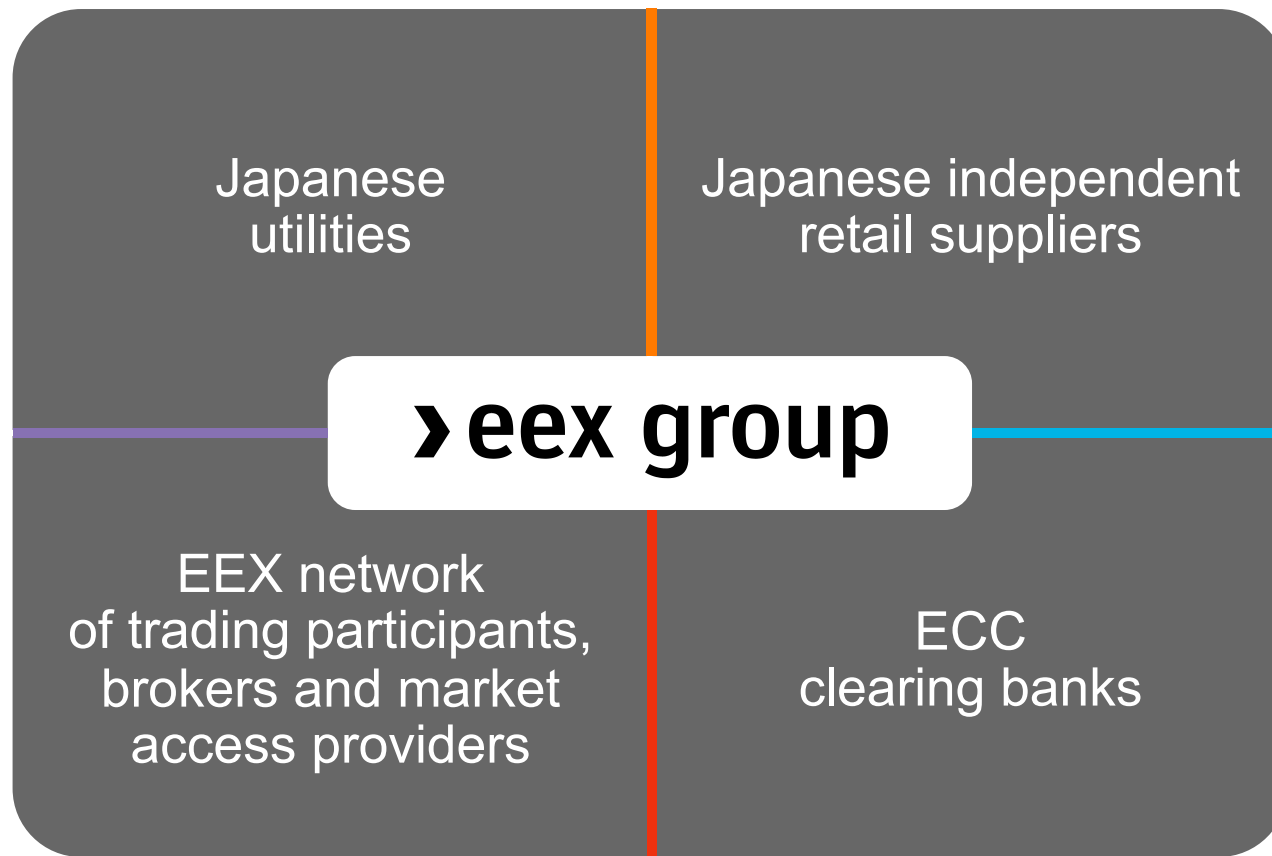 Japanese
utilities
Japanese independent
retail suppliers
eex group
EEX network
of trading participants,
brokers and market
access providers
ECC
clearing banks